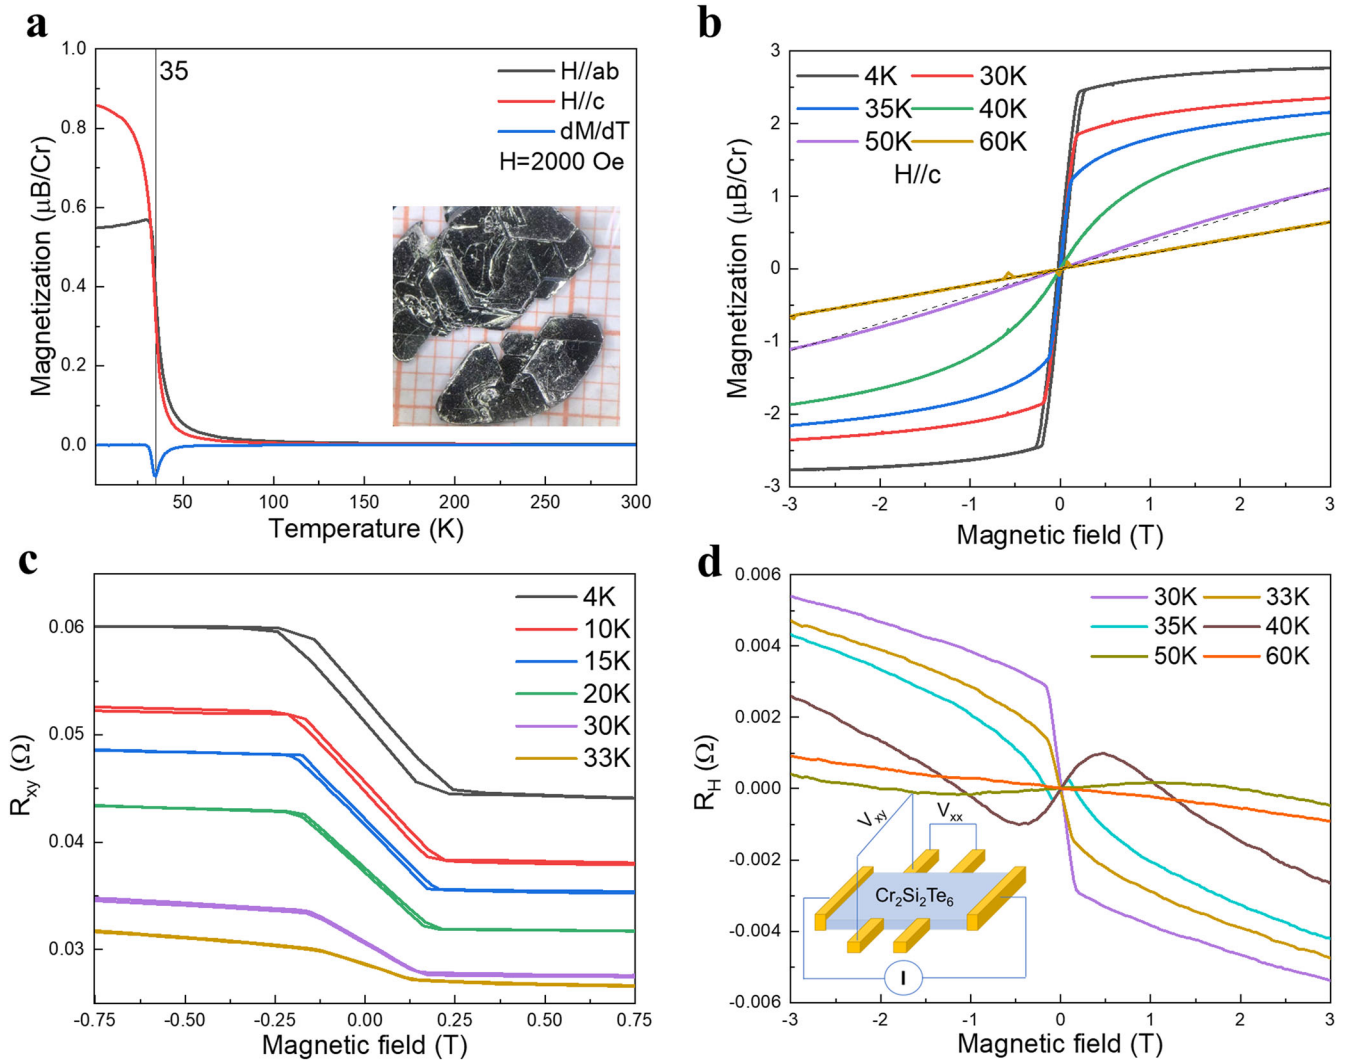 a
1.0
0.8
0.6
0.4
0.2
0.0
Magnetization (μB/Cr)
35
H//ab
H//c
dM/dT
H=2000 Oe
50
100
150
200
250
300
Temperature (K)
b
3
2
1
0
-1
-2
-3
Magnetization (μB/Cr)
4K
30K
35K
40K
50K
60K
H//c
-3
-2
-1
0
1
2
3
Magnetic field (T)
c
0.06
0.05
0.04
0.03
Rxy (Ω)
4K
10K
15K
20K
30K
33K
-0.75
-0.50
-0.25
0.00
0.25
0.50
0.75
Magnetic field (T)
d
0.006
0.004
0.002
0.000
-0.002
-0.004
-0.006
RH (Ω)
30K
33K
35K
40K
50K
60K
Vxy
Vxx
Cr2Si2Te6
I
-3
-2
-1
0
1
2
3
Magnetic field (T)